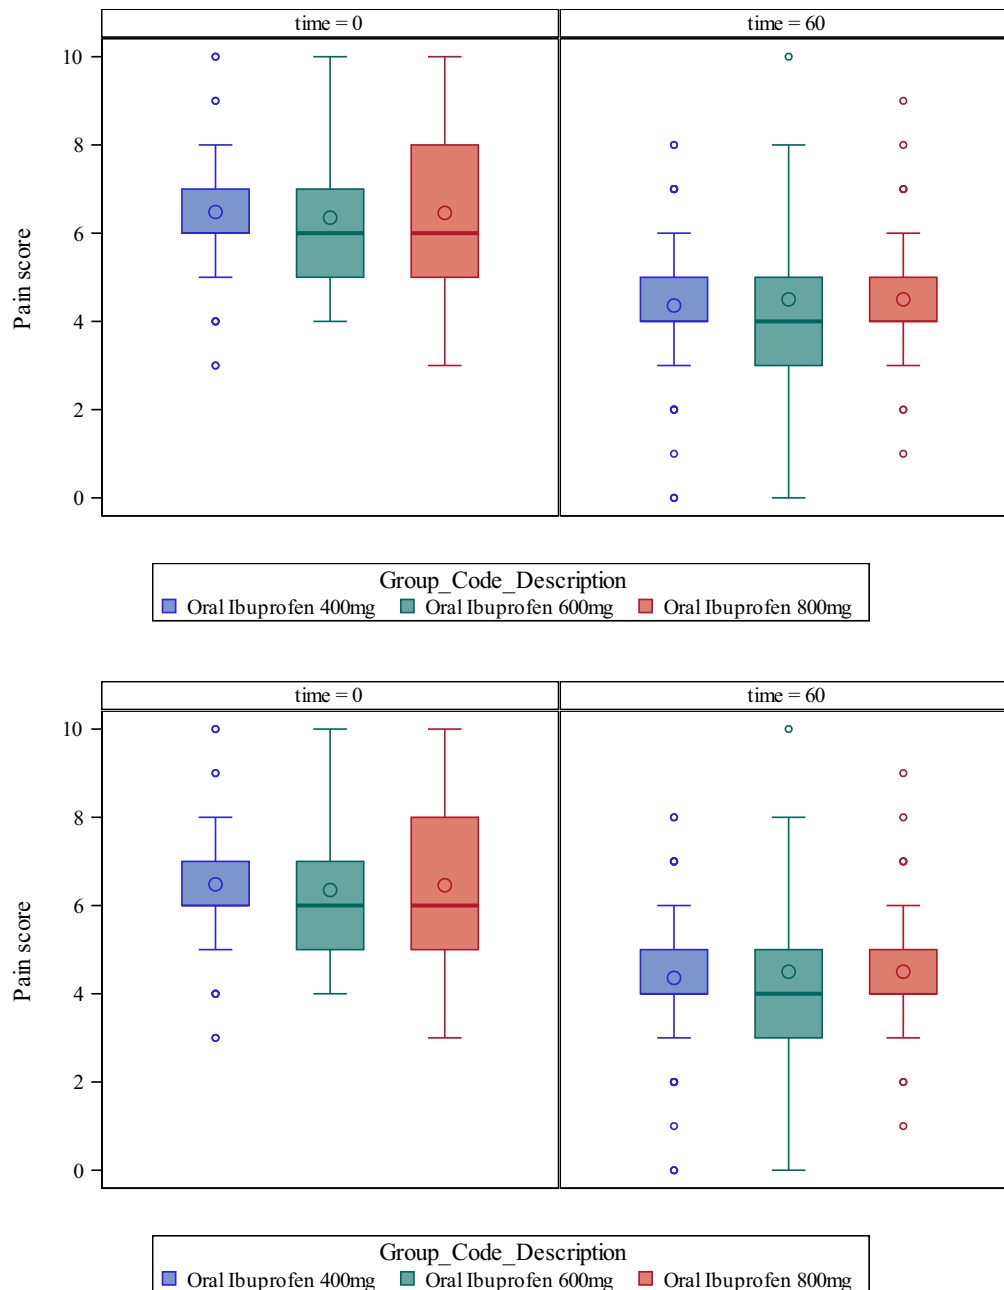 time = 0
time = 60
10
8
6
4
2
0
Pain score
Group_Code_Description
Oral Ibuprofen 400mg
Oral Ibuprofen 600mg
Oral Ibuprofen 800mg
time = 0
time = 60
10
8
6
4
2
0
Pain score
Group_Code_Description
Oral Ibuprofen 400mg
Oral Ibuprofen 600mg
Oral Ibuprofen 800mg